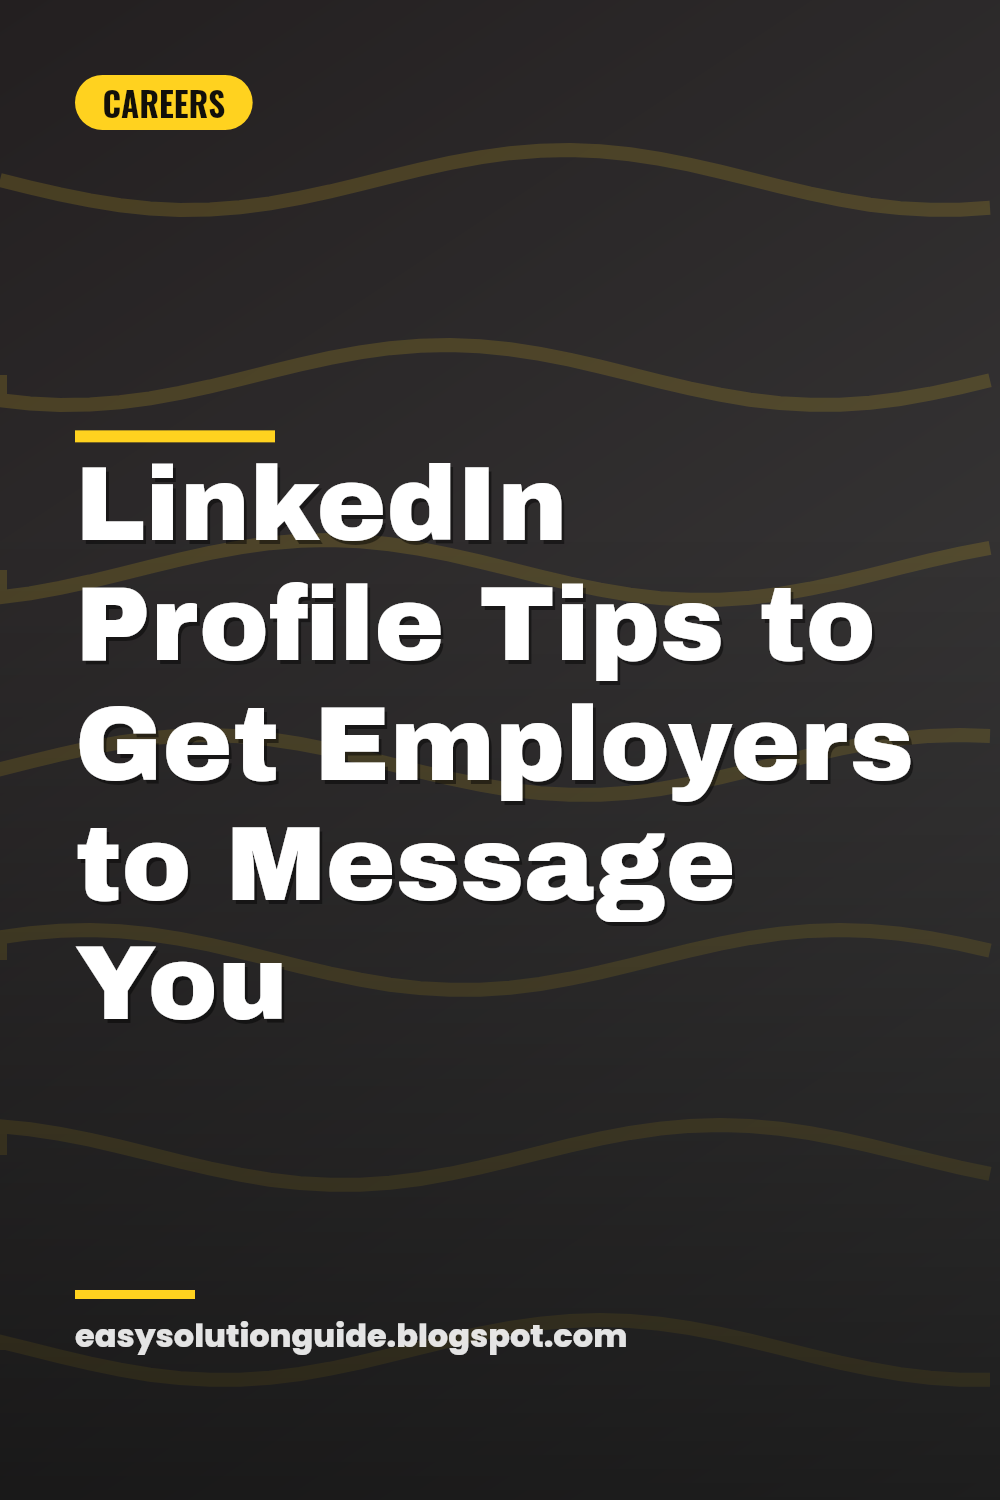 CAREERS
LinkedIn
Profile Tips to
Get Employers
to Message
You
easysolutionguide.blogspot.com